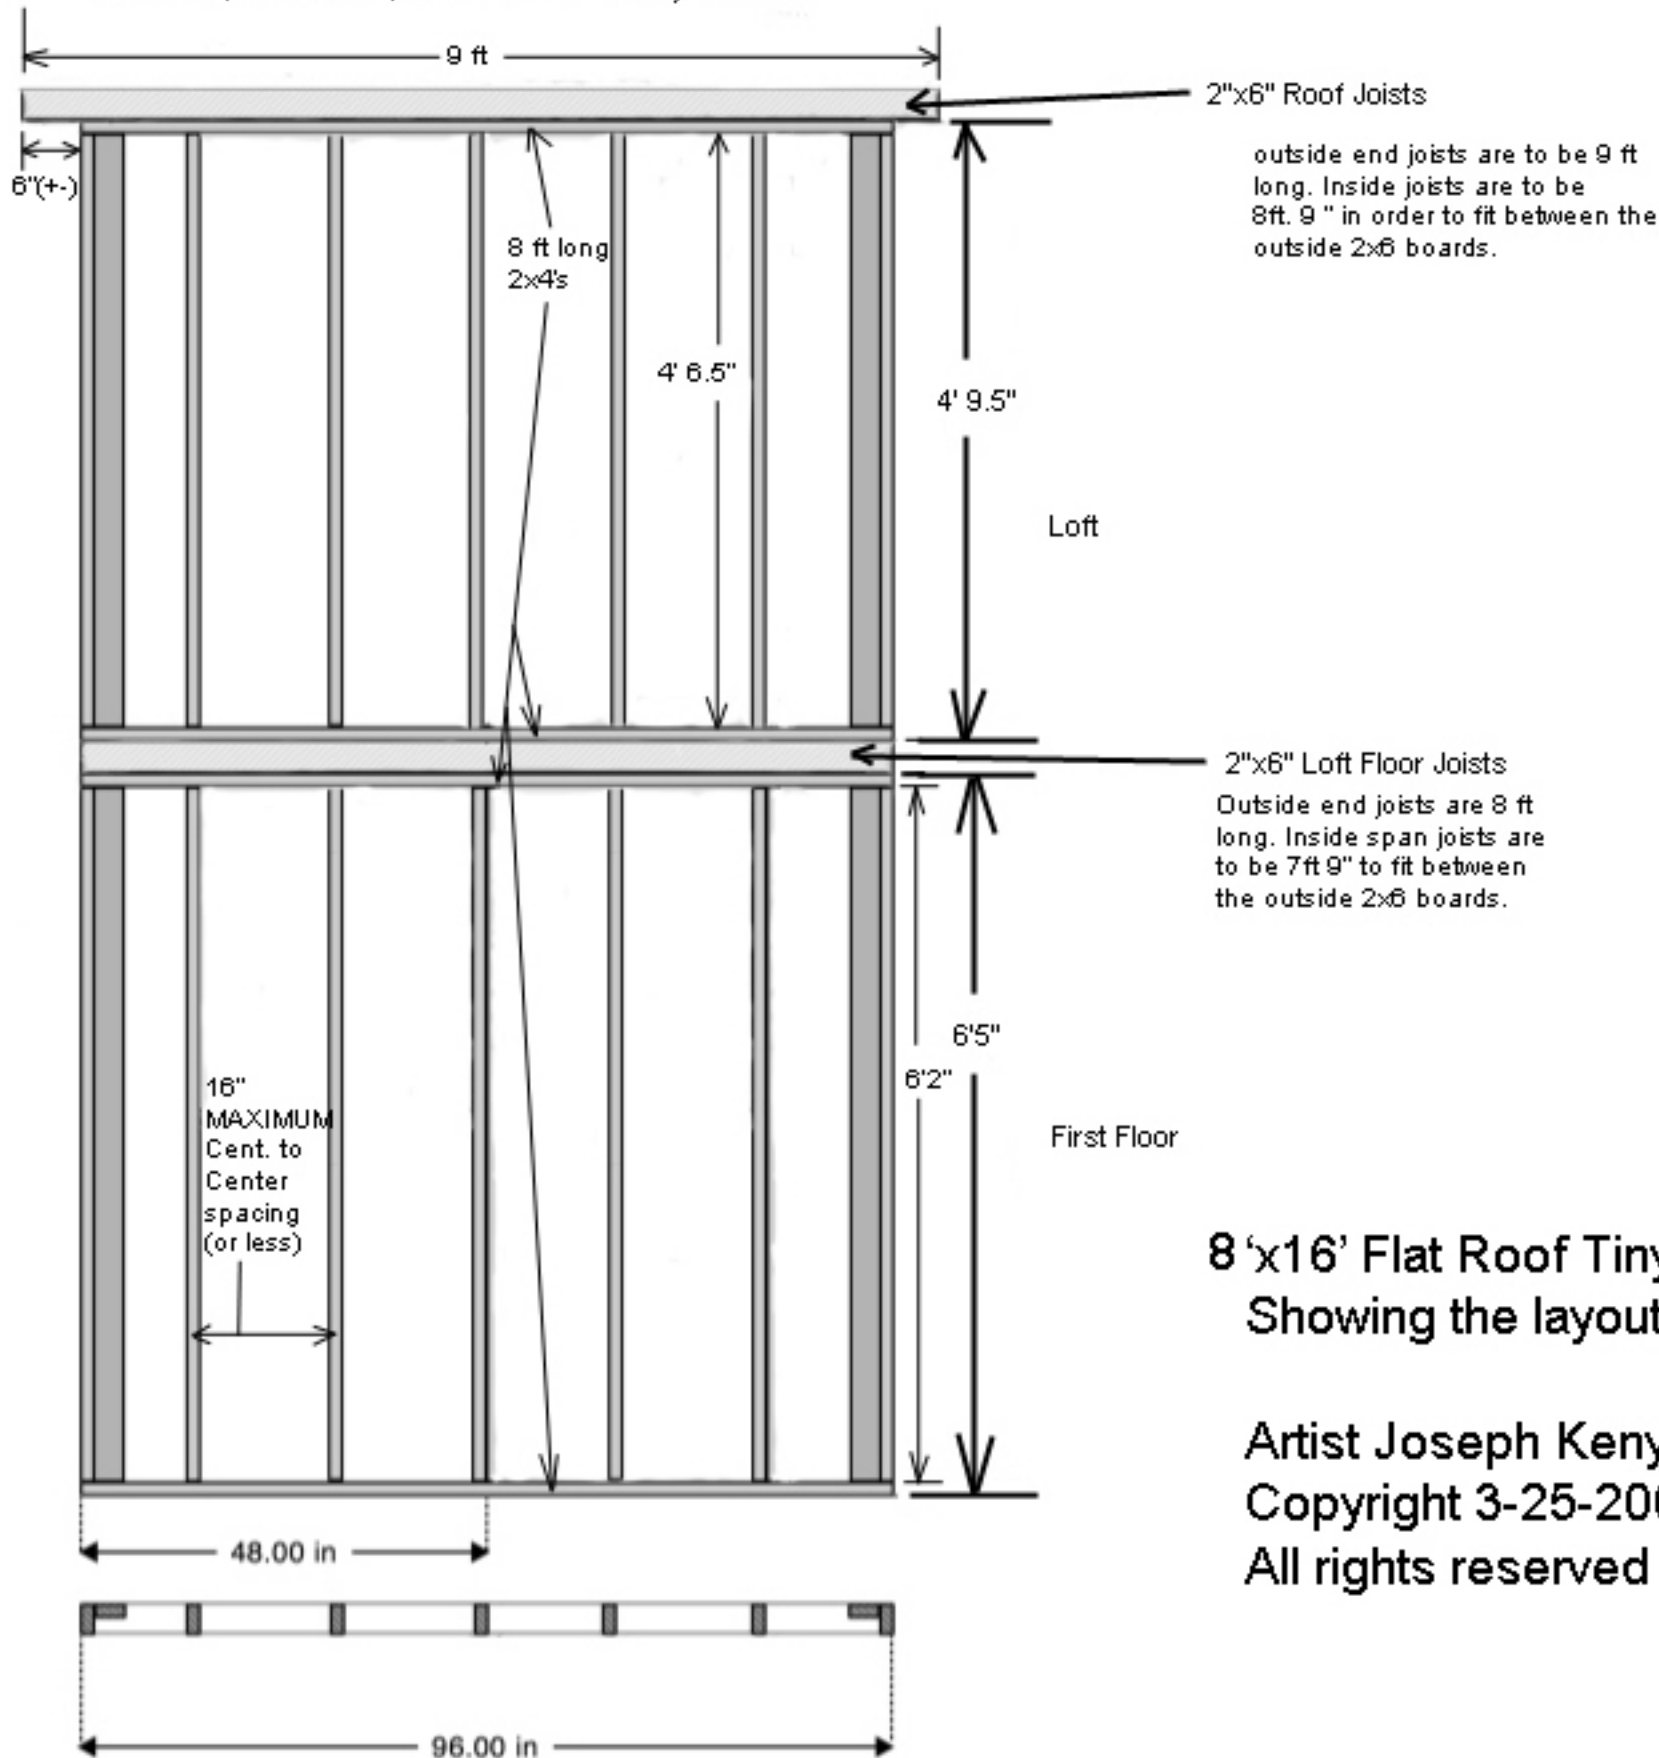 9 ft
2"x6" Roof Joists
outside end joists are to be 9 ft
long. Inside joists are to be
8ft. 9 " in order to fit between the
outside 2x6 boards.
6"(+-)
8 ft long
2x4's
4' 6.5"
4' 9.5"
Loft
2"x6" Loft Floor Joists
Outside end joists are 8 ft
long. Inside span joists are
to be 7ft 9" to fit between
the outside 2x6 boards.
6'5"
6'2"
16"
MAXIMUM
Cent. to
Center
spacing
(or less)
First Floor
8 ‘x16’ Flat Roof Tiny
Showing the layout
Artist Joseph Keny
Copyright 3-25-200
All rights reserved
48.00 in
96.00 in